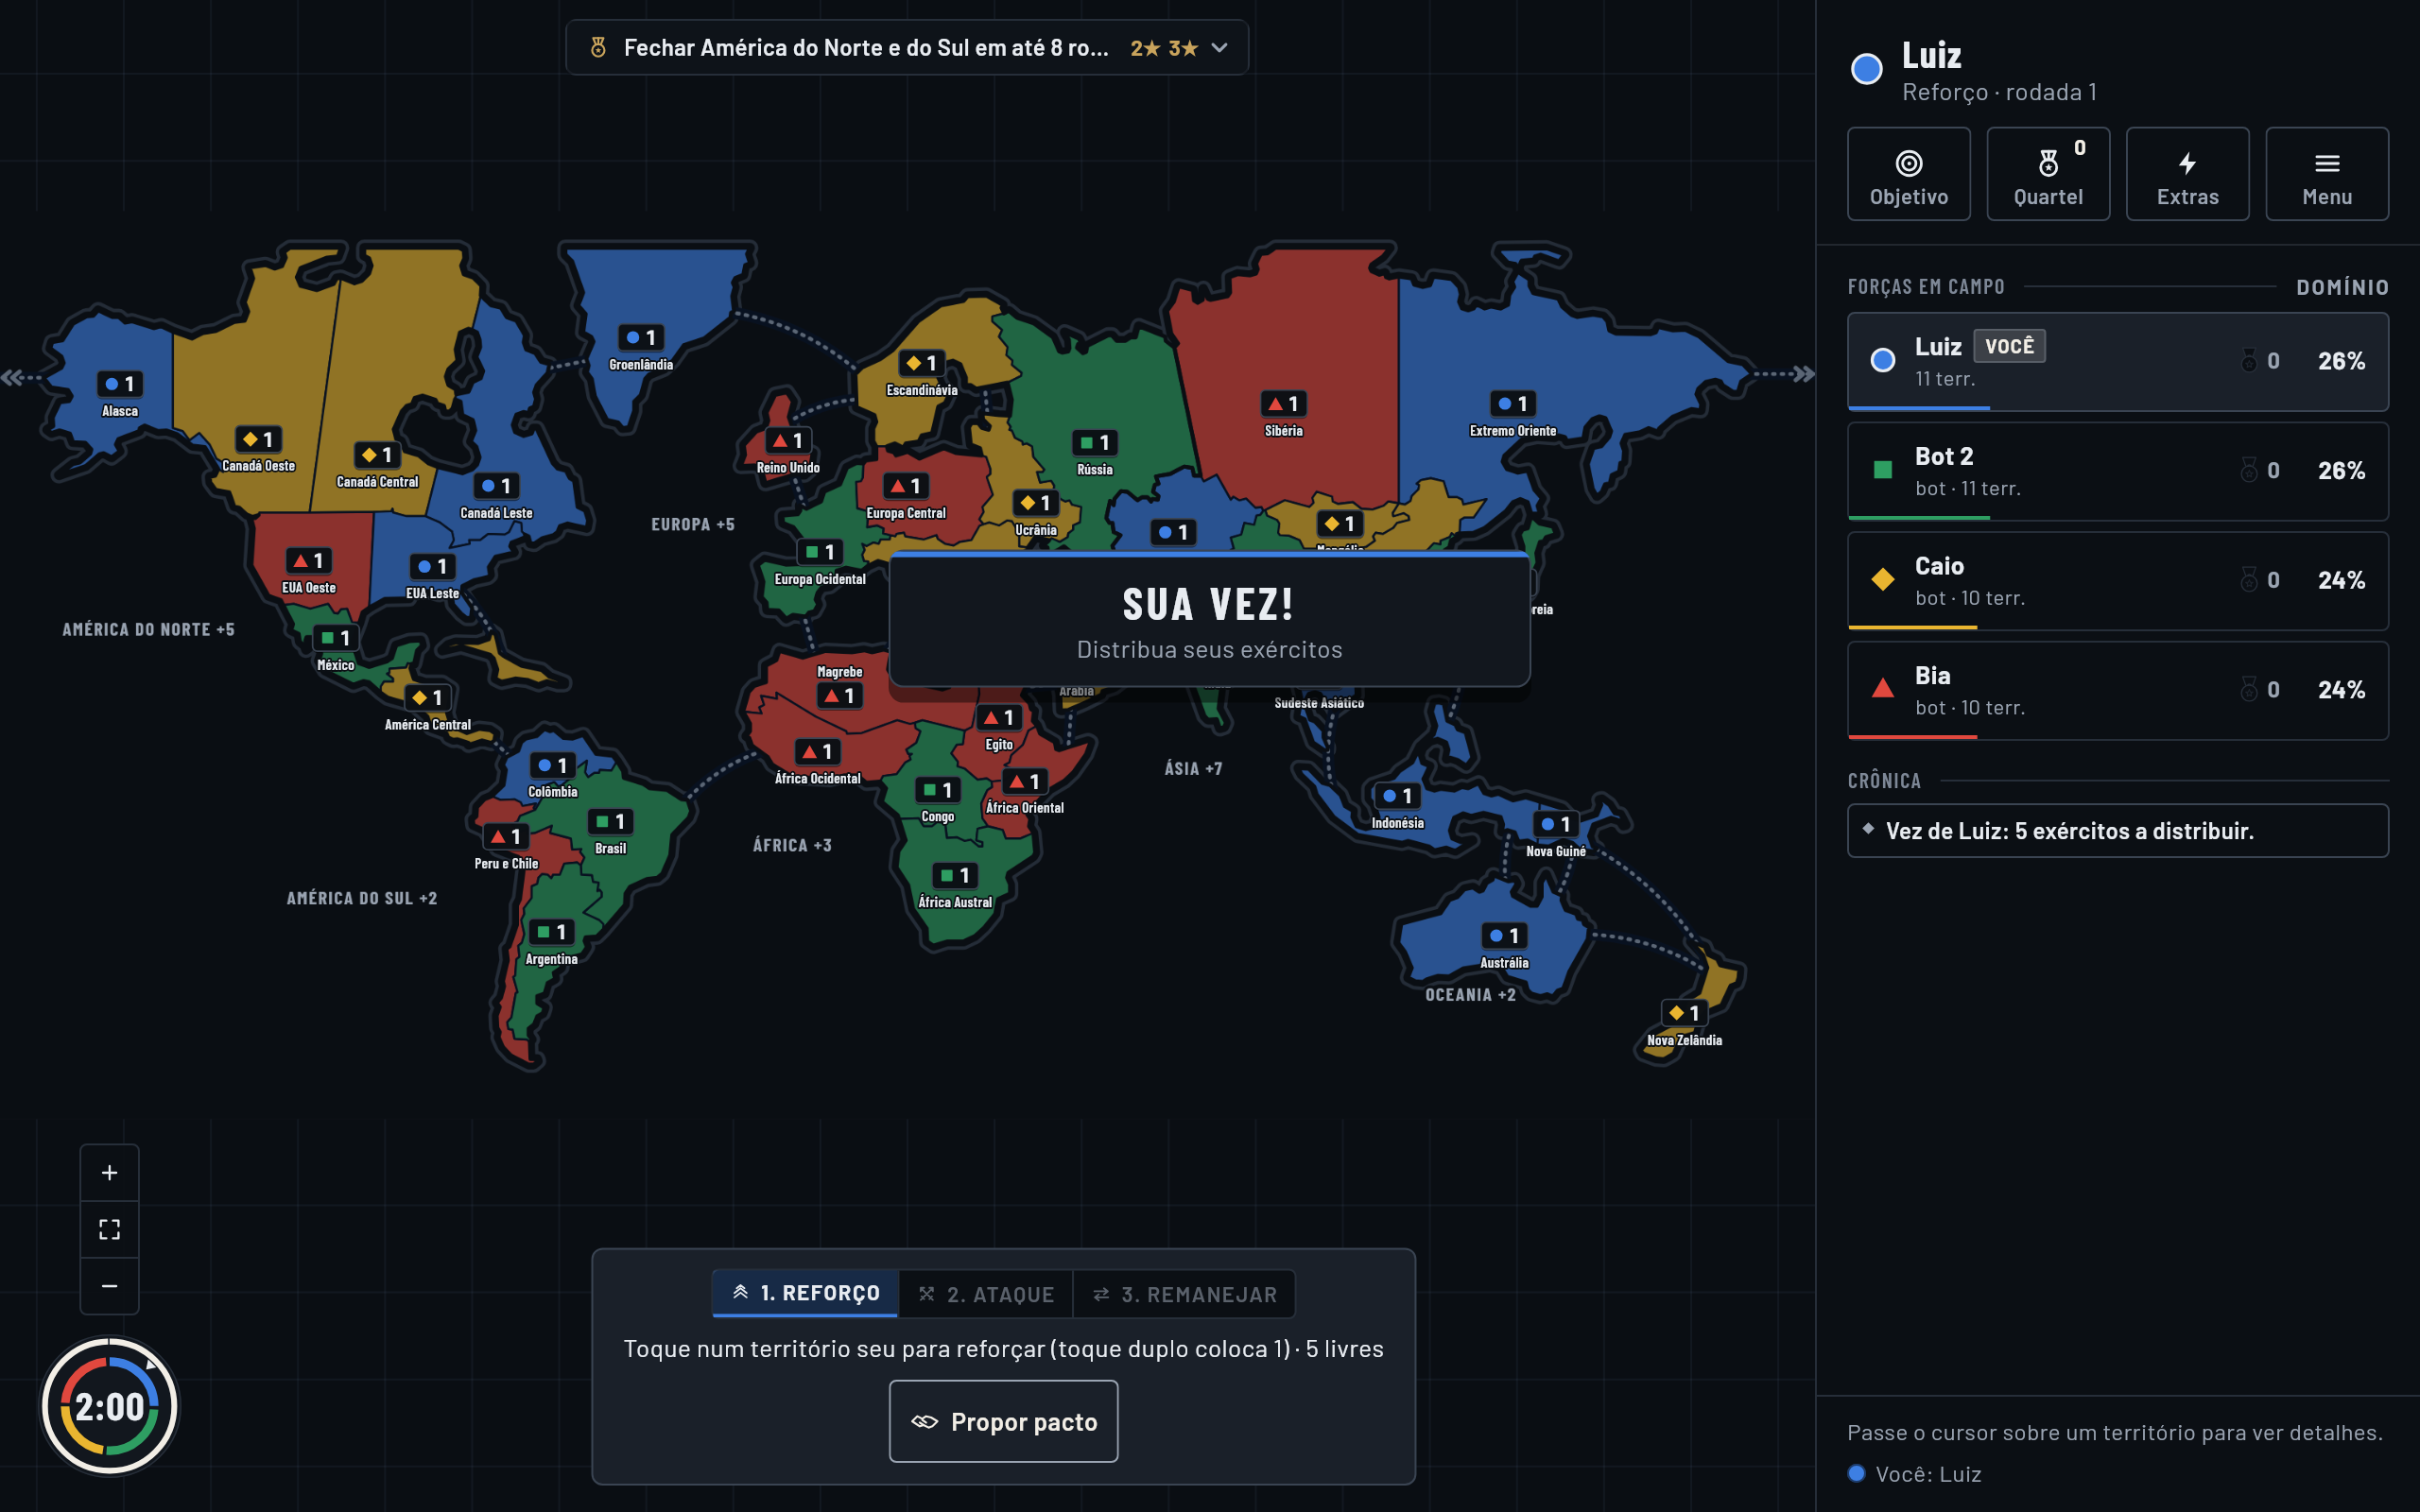 Fechar América do Norte e do Sul em até 8 ro... 2★ 3★
Luiz
Reforço · rodada 1
Objetivo
0
Quartel
Extras
Menu
FORÇAS EM CAMPO
DOMÍNIO
Luiz VOCÊ
11 terr.
0 26%
Bot 2
bot · 11 terr.
0 26%
Caio
bot · 10 terr.
0 24%
Bia
bot · 10 terr.
0 24%
CRÔNICA
Vez de Luiz: 5 exércitos a distribuir.
1
Alasca
1
Canadá Oeste
1
Canadá Central
1
Canadá Leste
1
Groenlândia
1
EUA Oeste
1
EUA Leste
1
México
1
América Central
AMÉRICA DO NORTE +5
1
Colômbia
1
Peru e Chile
1
Brasil
1
Argentina
AMÉRICA DO SUL +2
EUROPA +5
1
Escandinávia
1
Reino Unido
1
Europa Central
1
Europa Ocidental
1
Ucrânia
1
Rússia
1
Sibéria
1
Extremo Oriente
1
1
SUA VEZ!
Distribua seus exércitos
Magrebe
1
1
África Ocidental
1
Egito
1
África Oriental
1
Congo
1
África Austral
ÁFRICA +3
Arábia
Sudeste Asiático
ÁSIA +7
1
Indonésia
1
Nova Guiné
1
Austrália
OCEANIA +2
1
Nova Zelândia
+
−
2:00
1. REFORÇO
2. ATAQUE
3. REMANEJAR
Toque num território seu para reforçar (toque duplo coloca 1) · 5 livres
Propor pacto
Passe o cursor sobre um território para ver detalhes.
Você: Luiz